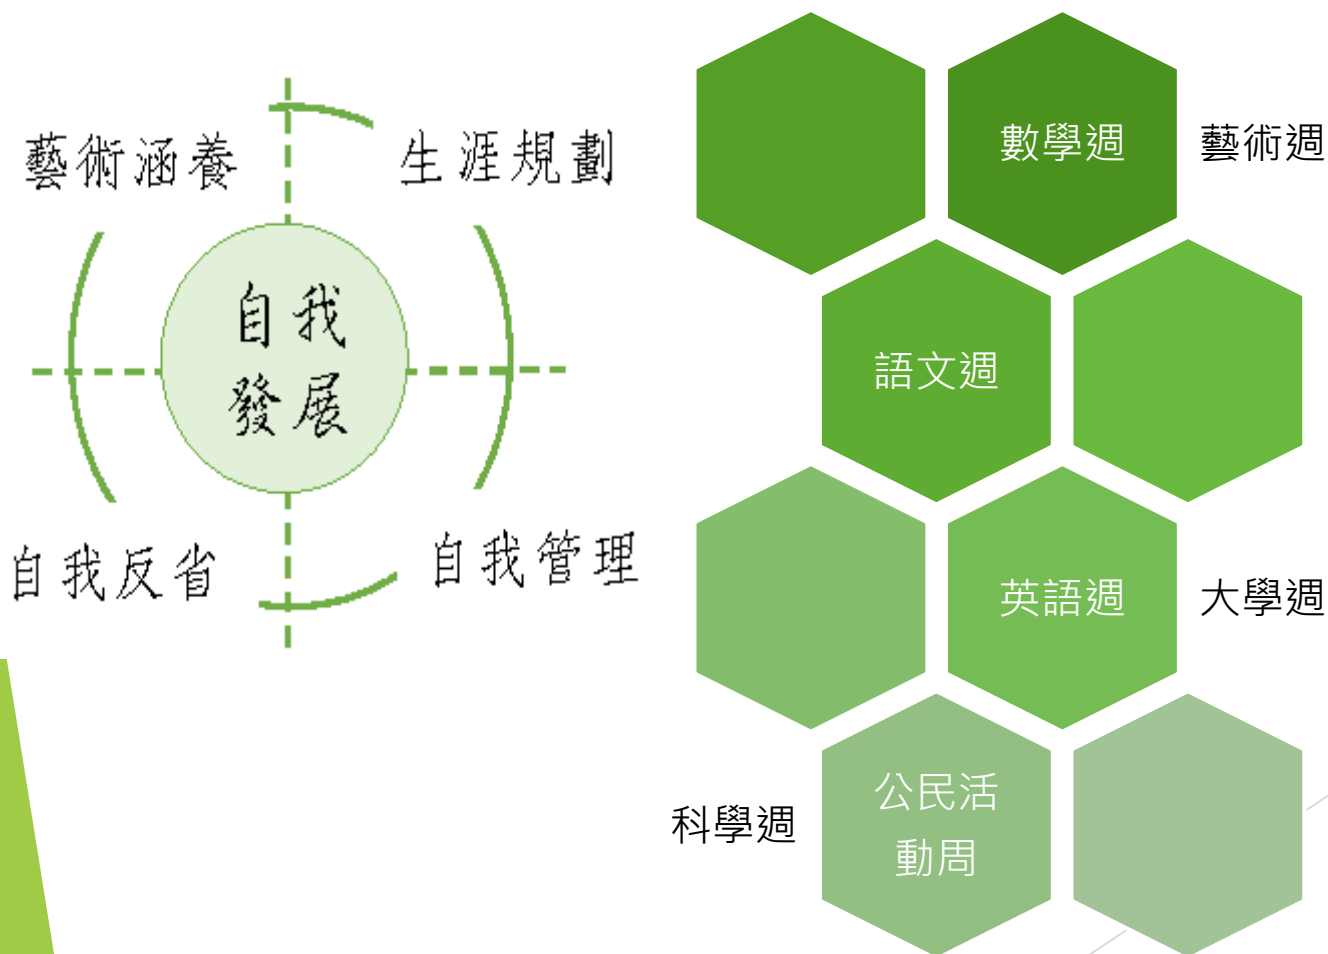 藝術涵養
生涯規劃
自我
發展
自我反省
自我管理
數學週
藝術週
語文週
英語週
大學週
科學週
公民活
動周